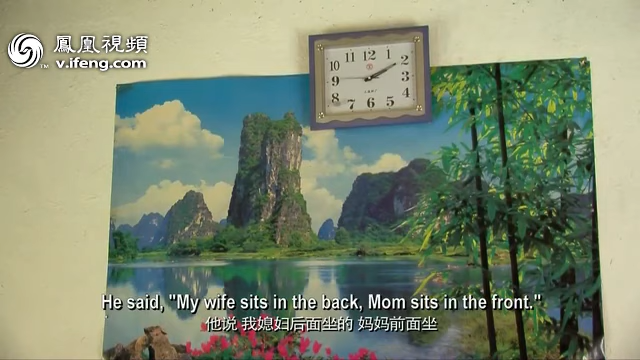 鳳凰視頻
v.ifeng.com
TM
11 12 1
10 2
9 3
8 4
7 6 5
He said, "My wife sits in the back, Mom sits in the front."
他说 我媳妇后面坐的 妈妈前面坐